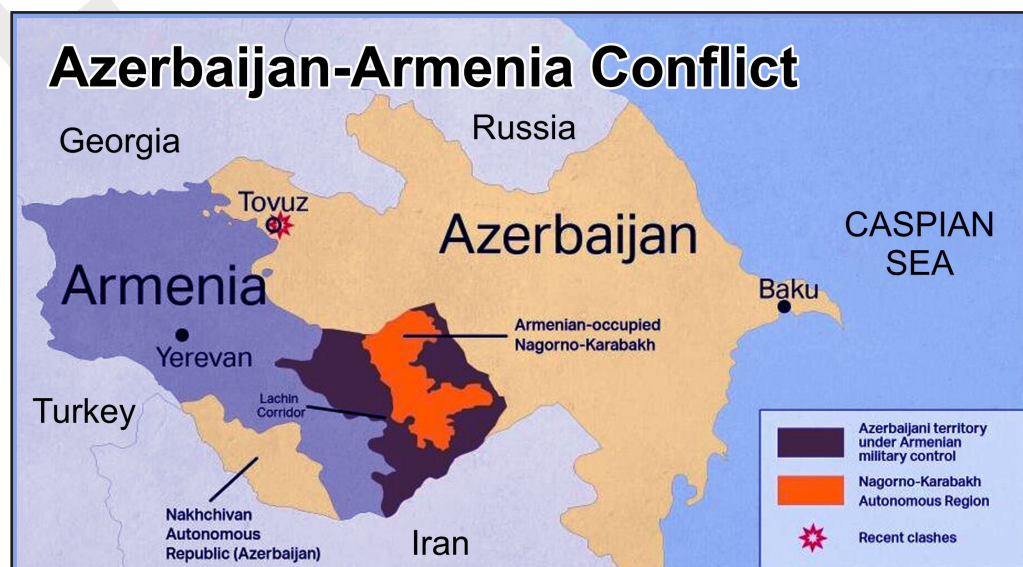 Azerbaijan-Armenia Conflict
Georgia
Russia
Tovuz
Azerbaijan
CASPIAN
SEA
Armenia
Baku
Yerevan
Armenian-occupied
Nagorno-Karabakh
Lachin
Corridor
Turkey
Nakhchivan
Autonomous
Republic (Azerbaijan)
Iran
Azerbaijani territory
under Armenian
military control
Nagorno-Karabakh
Autonomous Region
Recent clashes